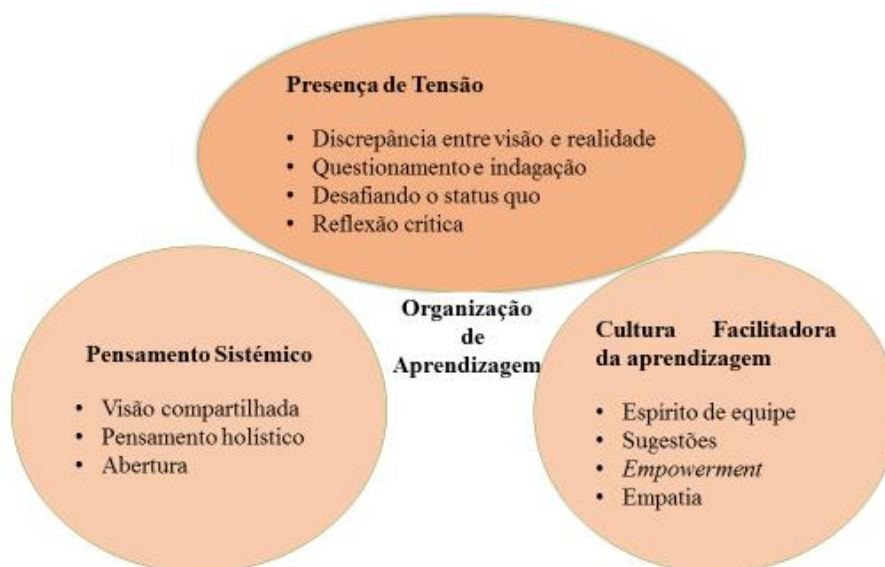 Presença de Tensão
• Discrepância entre visão e realidade
• Questionamento e indagação
• Desafiando o status quo
• Reflexão crítica
Organização
de
Aprendizagem
Pensamento Sistémico
• Visão compartilhada
• Pensamento holístico
• Abertura
Cultura Facilitadora
da aprendizagem
• Espírito de equipe
• Sugestões
• Empowerment
• Empatia